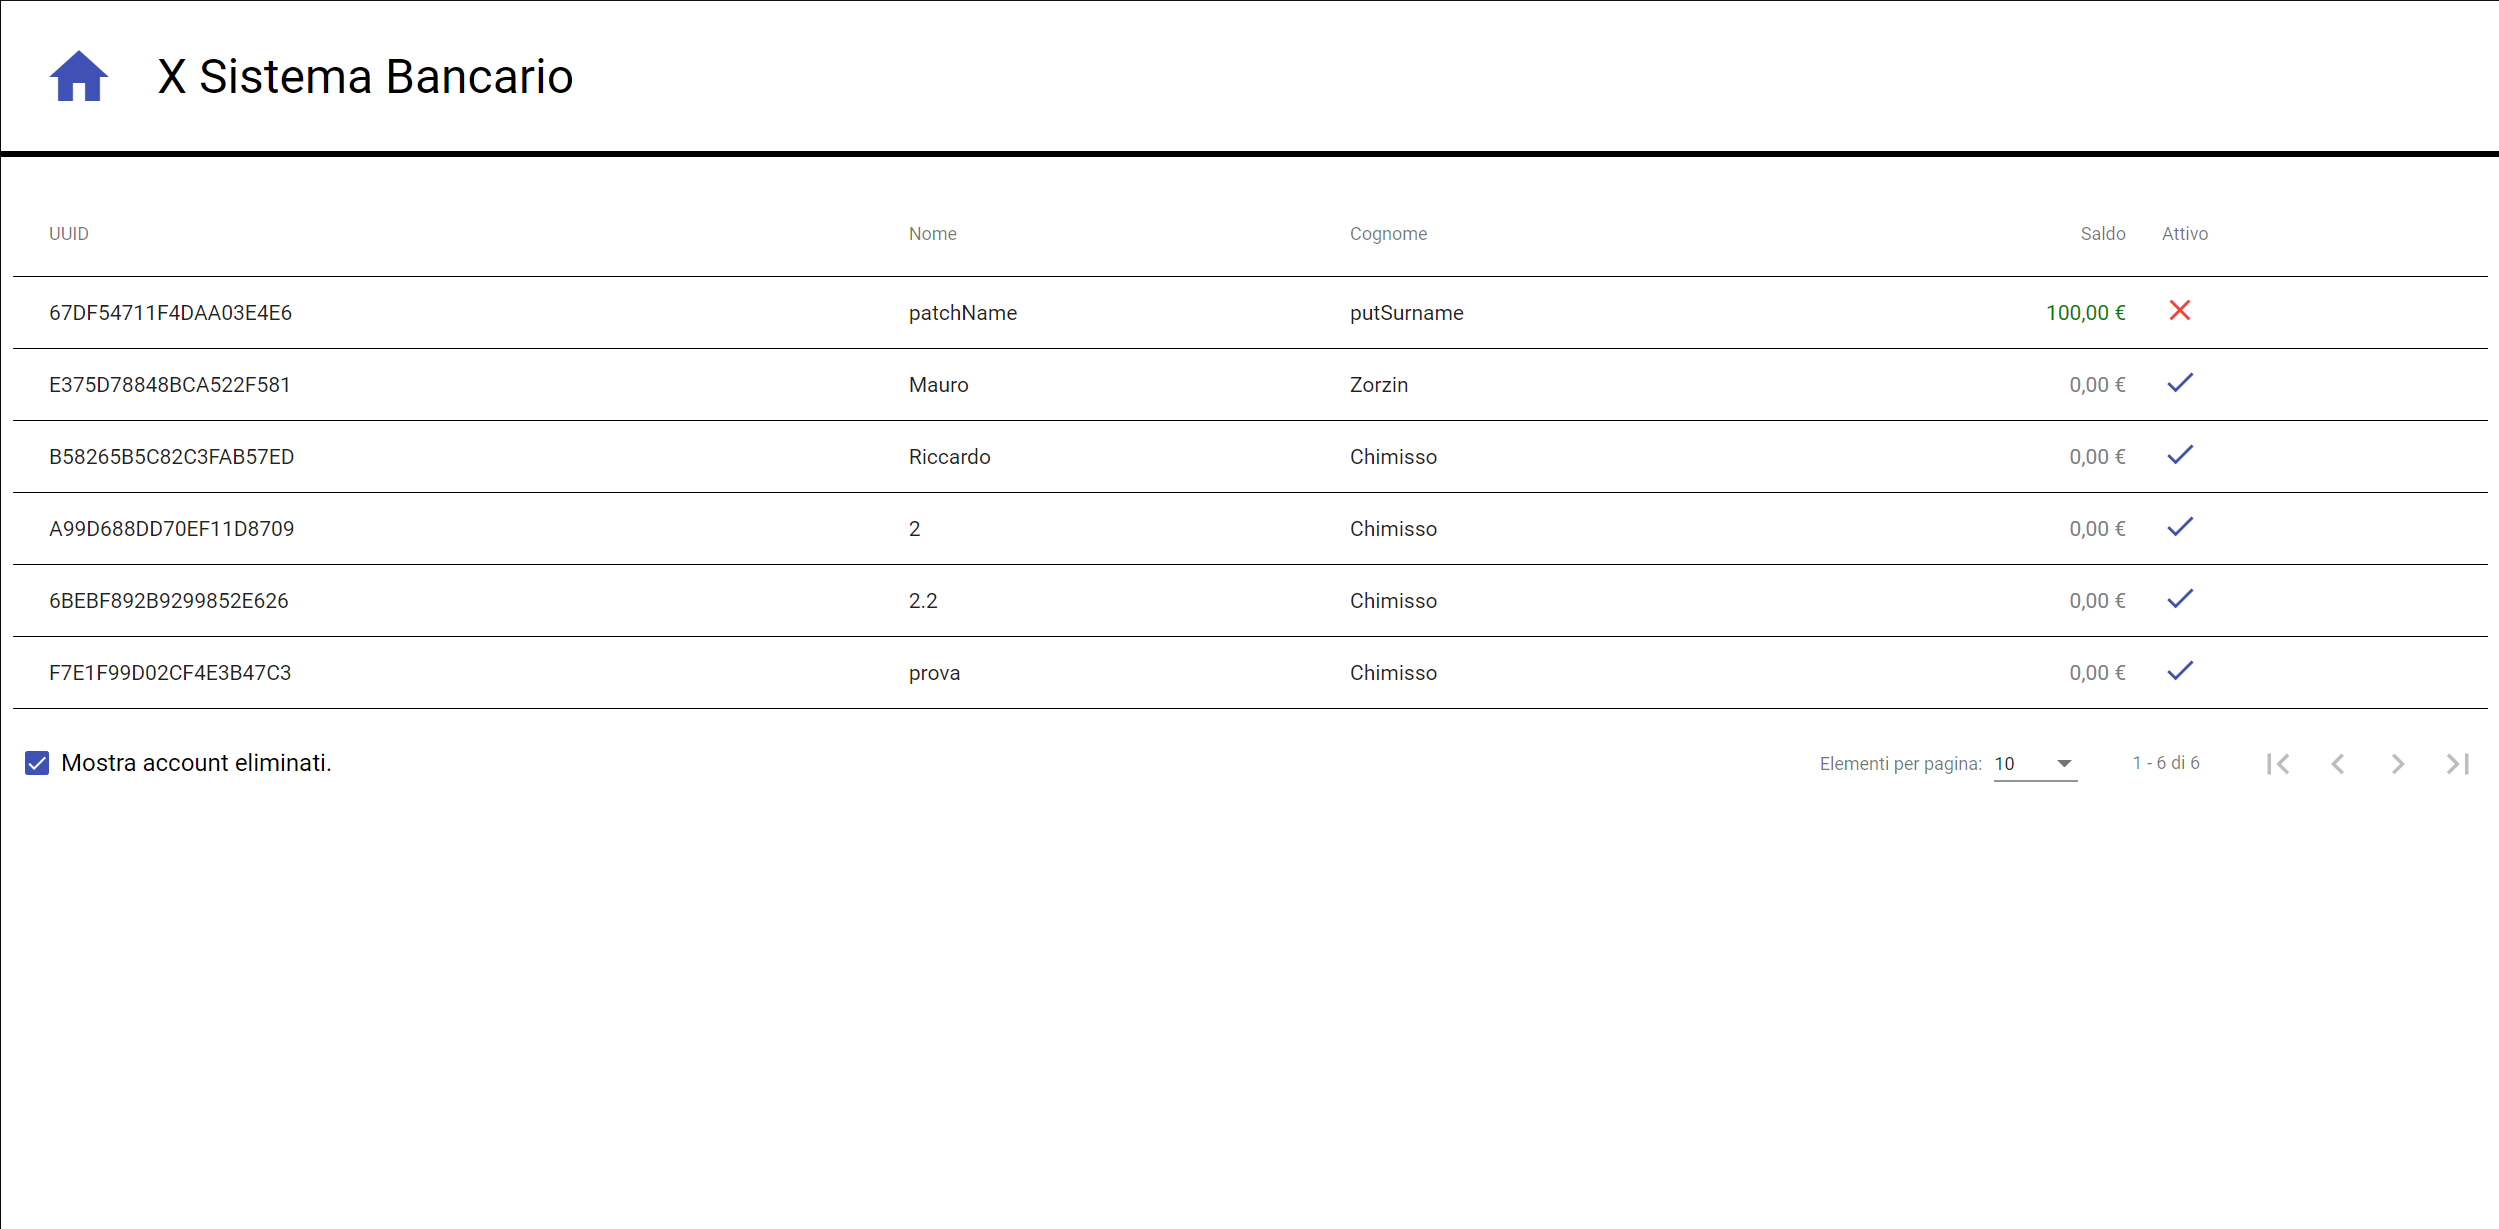 X Sistema Bancario
UUID Nome Cognome Saldo Attivo
67DF54711F4DAA03E4E6 patchName putSurname 100,00 €
E375D78848BCA522F581 Mauro Zorzin 0,00 €
B58265B5C82C3FAB57ED Riccardo Chimisso 0,00 €
A99D688DD70EF11D8709 2 Chimisso 0,00 €
6BEBF892B9299852E626 2.2 Chimisso 0,00 €
F7E1F99D02CF4E3B47C3 prova Chimisso 0,00 €
Mostra account eliminati. Elementi per pagina: 10 1 - 6 di 6